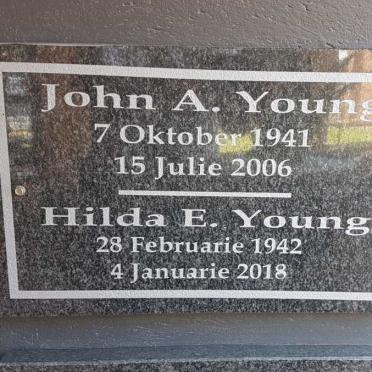 John A. Young
7 Oktober 1941
15 Julie 2006
Hilda E. Young
28 Februarie 1942
4 Januarie 2018